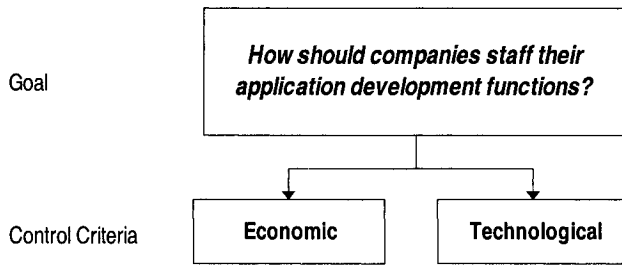 Goal
How should companies staff their
application development functions?
Control Criteria
Economic
Technological